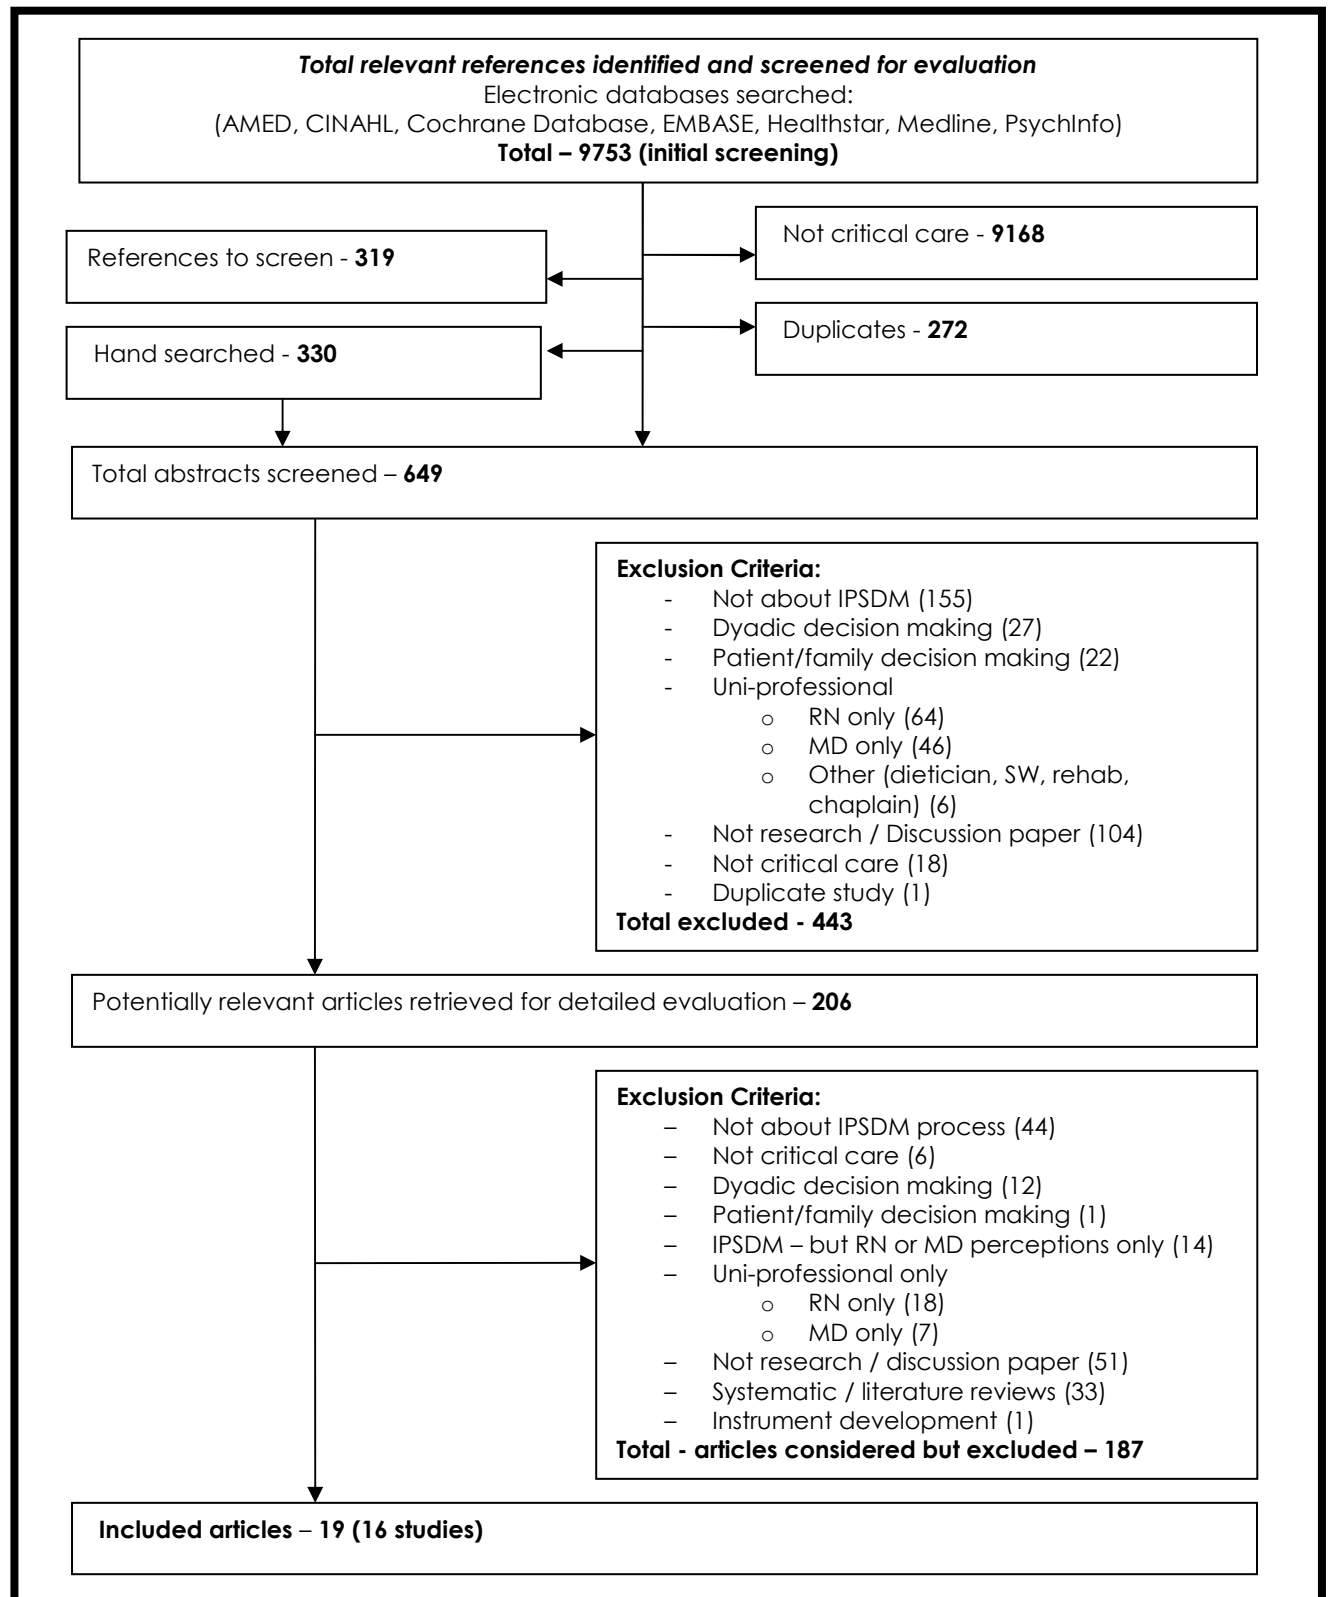 Total relevant references identified and screened for evaluation
Electronic databases searched:
(AMED, CINAHL, Cochrane Database, EMBASE, Healthstar, Medline, PsychInfo)
Total – 9753 (initial screening)
Not critical care - 9168
References to screen - 319
Duplicates - 272
Hand searched - 330
Total abstracts screened – 649
Exclusion Criteria:
- Not about IPSDM (155)
- Dyadic decision making (27)
- Patient/family decision making (22)
- Uni-professional
o RN only (64)
o MD only (46)
o Other (dietician, SW, rehab,
chaplain) (6)
- Not research / Discussion paper (104)
- Not critical care (18)
- Duplicate study (1)
Total excluded - 443
Potentially relevant articles retrieved for detailed evaluation – 206
Exclusion Criteria:
– Not about IPSDM process (44)
– Not critical care (6)
– Dyadic decision making (12)
– Patient/family decision making (1)
– IPSDM – but RN or MD perceptions only (14)
– Uni-professional only
o RN only (18)
o MD only (7)
– Not research / discussion paper (51)
– Systematic / literature reviews (33)
– Instrument development (1)
Total - articles considered but excluded – 187
Included articles – 19 (16 studies)